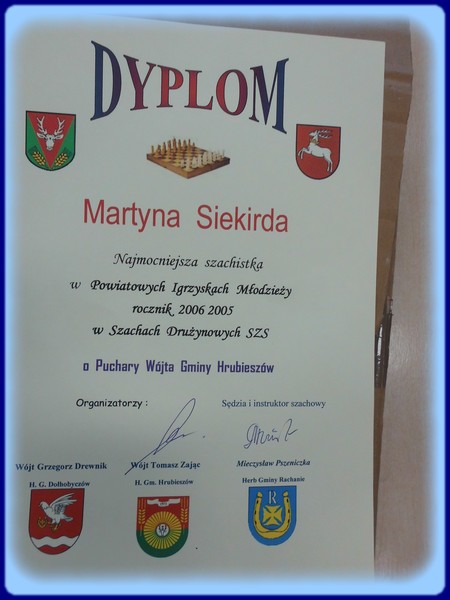 DYPLOM
Martyna Siekirda
Najmocniejsza szachistka
w Powiatowych Igrzyskach Młodzieży
rocznik 2006 2005
w Szachach Drużynowych SZS
o Puchary Wójta Gminy Hrubieszów
Organizatorzy : Sędzia i instruktor szachowy
Wójt Grzegorz Drewnik Wójt Tomasz Zając Mieczysław Pszeniczka
H. G. Dołhobyczów H. Gm. Hrubieszów Herb Gminy Rachanie
R